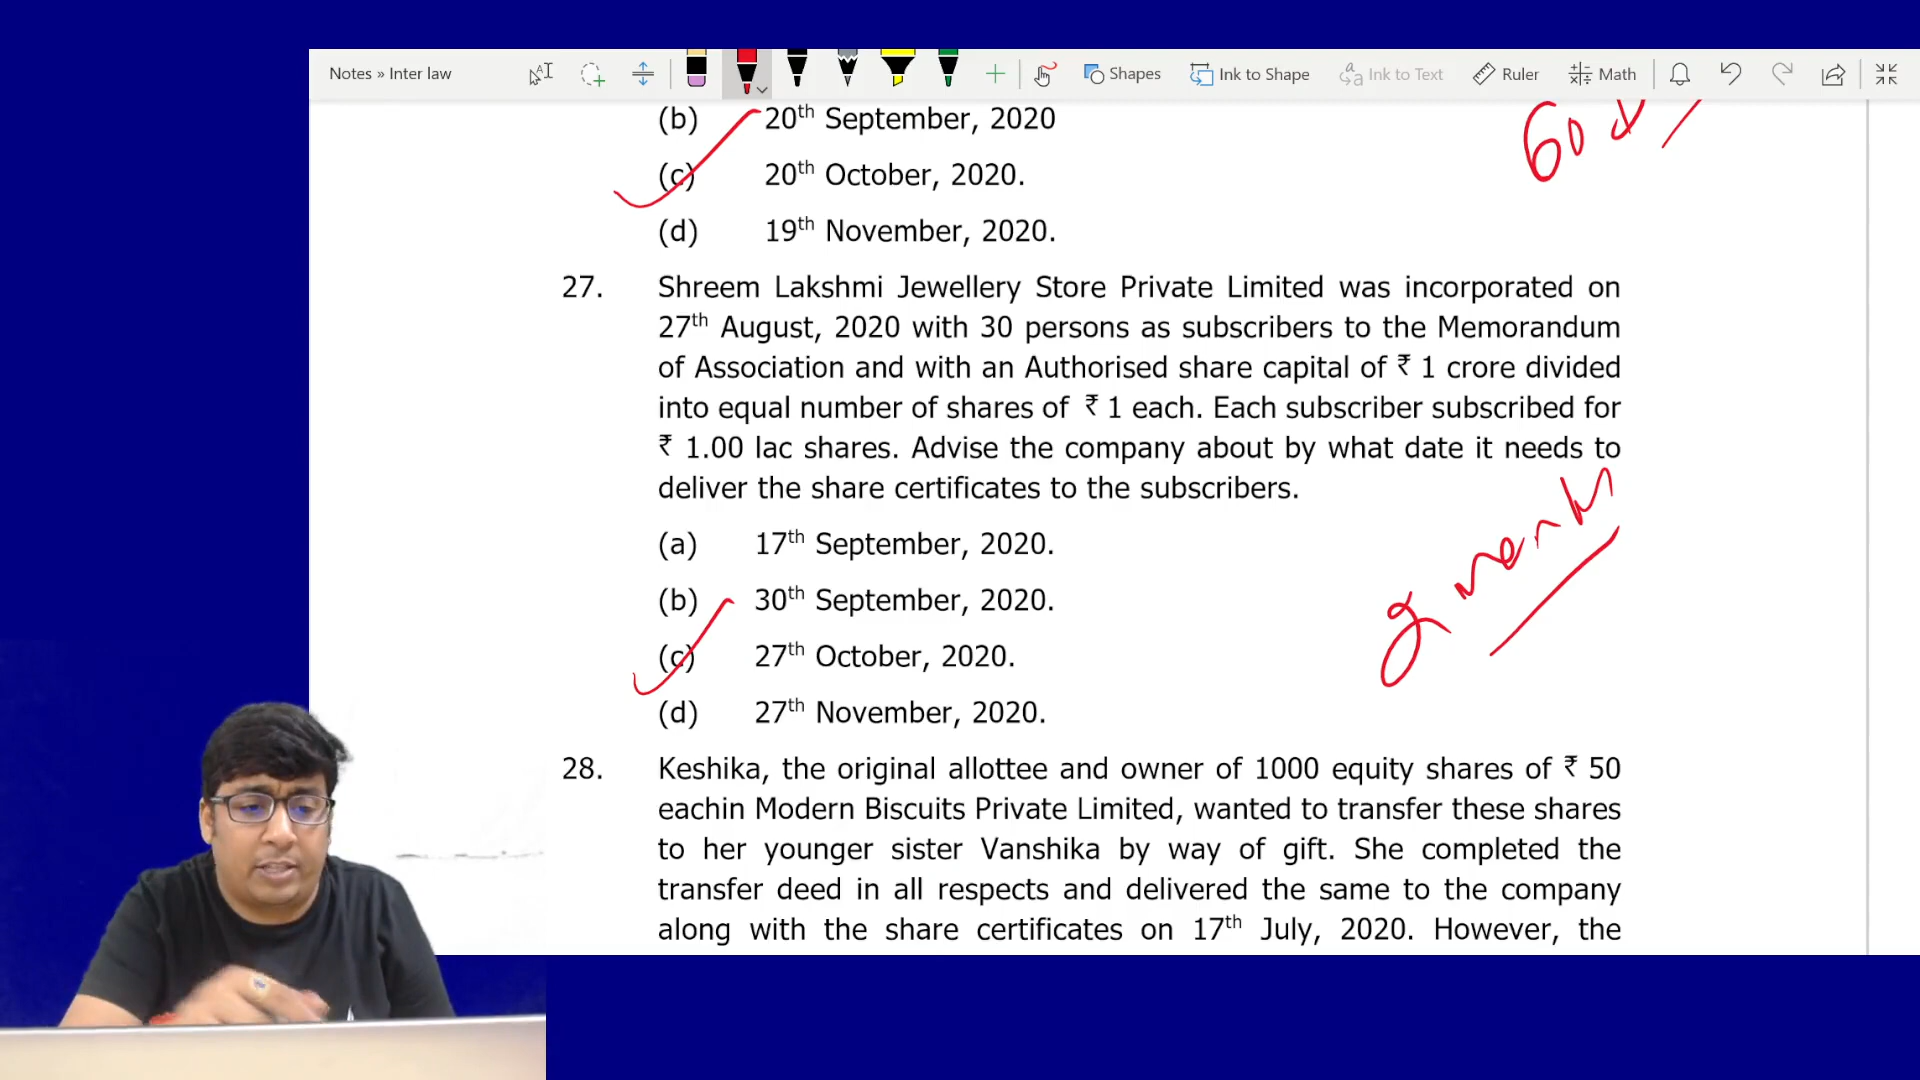 Notes » Inter law
Shapes
Ink to Shape
Ink to Text
Ruler
Math
(b) 20th September, 2020
60 d
(c) 20th October, 2020.
(d) 19th November, 2020.
27. Shreem Lakshmi Jewellery Store Private Limited was incorporated on
27th August, 2020 with 30 persons as subscribers to the Memorandum
of Association and with an Authorised share capital of ₹ 1 crore divided
into equal number of shares of ₹ 1 each. Each subscriber subscribed for
₹ 1.00 lac shares. Advise the company about by what date it needs to
deliver the share certificates to the subscribers.
(a) 17th September, 2020.
(b) 30th September, 2020.
(c) 27th October, 2020.
(d) 27th November, 2020.
28. Keshika, the original allottee and owner of 1000 equity shares of ₹ 50
eachin Modern Biscuits Private Limited, wanted to transfer these shares
to her younger sister Vanshika by way of gift. She completed the
transfer deed in all respects and delivered the same to the company
along with the share certificates on 17th July, 2020. However, the